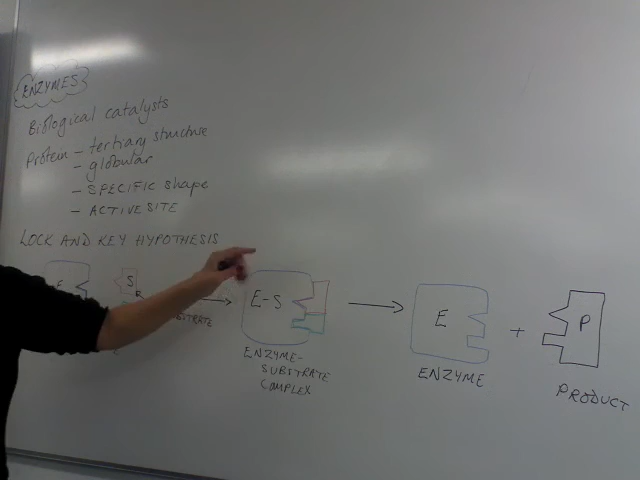 ENZYMES
Biological catalysts
Protein – tertiary structure
– globular
– SPECIFIC shape
– ACTIVE SITE
LOCK AND KEY HYPOTHESIS
E
S
E-S
ENZYME-
SUBSTRATE
COMPLEX
E
ENZYME
+
P
PRODUCT